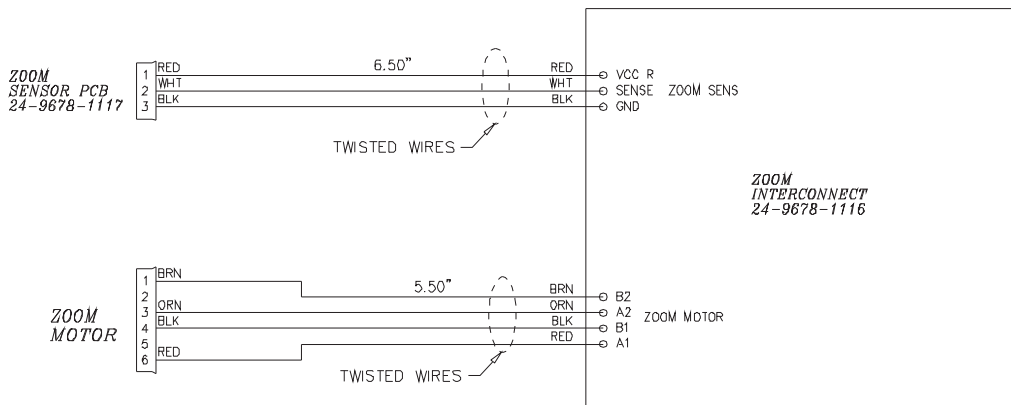 ZOOM
SENSOR PCB
24-9678-1117
1 RED 6.50" RED VCC R
2 WHT WHT SENSE ZOOM SENS
3 BLK BLK GND
TWISTED WIRES
ZOOM
INTERCONNECT
24-9678-1116
ZOOM
MOTOR
1 BRN
2 5.50" BRN B2
3 ORN ORN A2 ZOOM MOTOR
4 BLK BLK B1
5 RED A1
6 RED
TWISTED WIRES